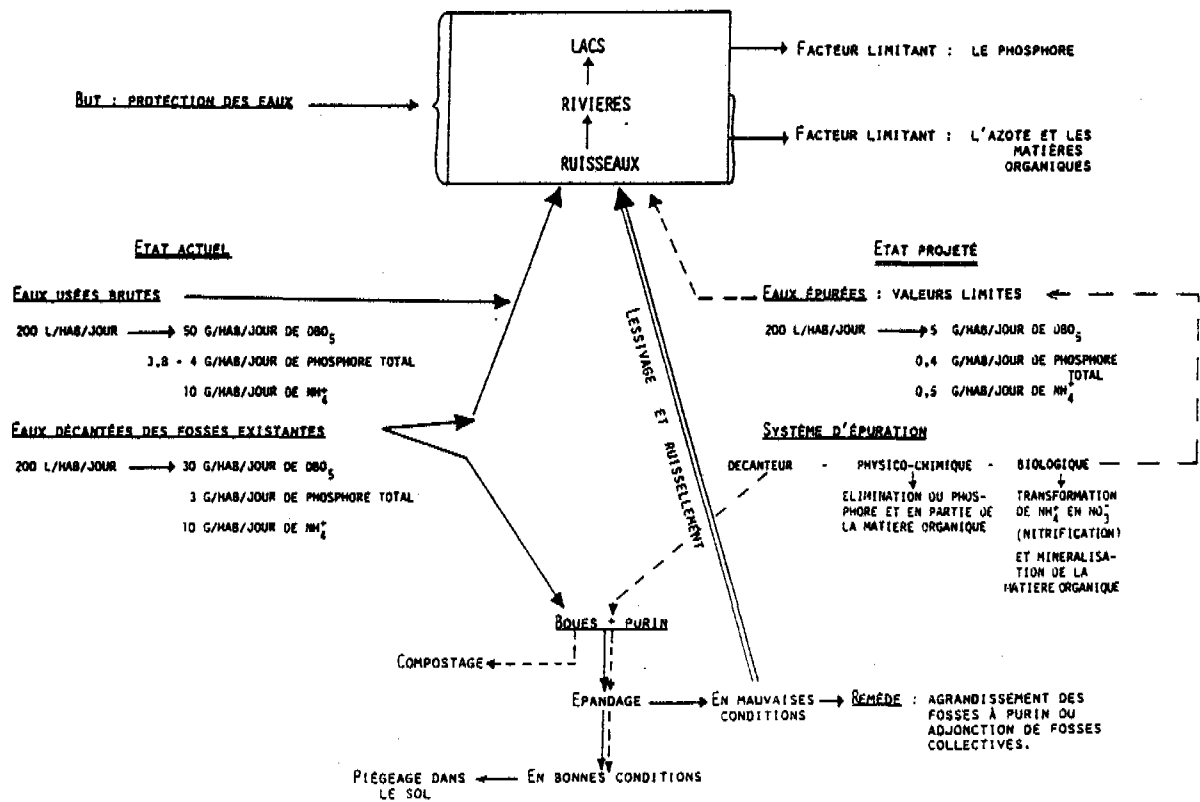 LACS
FACTEUR LIMITANT : LE PHOSPHORE
BUT : PROTECTION DES EAUX
RIVIERES
FACTEUR LIMITANT : L'AZOTE ET LES
MATIÈRES
ORGANIQUES
RUISSEAUX
ETAT ACTUEL
EAUX USÉES BRUTES
200 L/HAB/JOUR 50 G/HAB/JOUR DE DBO5
3,8 - 4 G/HAB/JOUR DE PHOSPHORE TOTAL
10 G/HAB/JOUR DE NH4+
EAUX DÉCANTÉES DES FOSSES EXISTANTES
200 L/HAB/JOUR 30 G/HAB/JOUR DE DBO5
3 G/HAB/JOUR DE PHOSPHORE TOTAL
10 G/HAB/JOUR DE NH4+
LESSIVAGE ET RUISSELLEMENT
ETAT PROJETÉ
EAUX ÉPURÉES : VALEURS LIMITES
200 L/HAB/JOUR 5 G/HAB/JOUR DE DBO5
0,4 G/HAB/JOUR DE PHOSPHORE
TOTAL
0,5 G/HAB/JOUR DE NH4+
SYSTÈME D'ÉPURATION
DECANTEUR - PHYSICO-CHIMIQUE - BIOLOGIQUE
ELIMINATION DU PHOS-
PHORE ET EN PARTIE DE
LA MATIERE ORGANIQUE
TRANSFORMATION
DE NH4+ EN NO3-
(NITRIFICATION)
ET MINERALISA-
TION DE LA
MATIERE ORGANIQUE
BOUES + PURIN
COMPOSTAGE
EPANDAGE
EN MAUVAISES
CONDITIONS
REMÈDE : AGRANDISSEMENT DES
FOSSES À PURIN OU
ADJONCTION DE FOSSES
COLLECTIVES.
PIÉGEAGE DANS
LE SOL
EN BONNES CONDITIONS